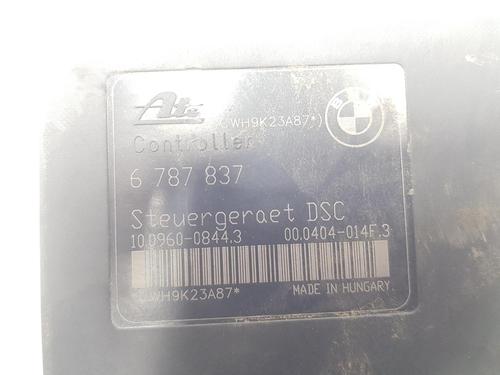 Ate
WH9K23A87*)
BMW
Controller
6 787 837
Steuergeraet DSC
10.0960-0844.3 00.0404-014F.3
WH9K23A87* MADE IN HUNGARY.